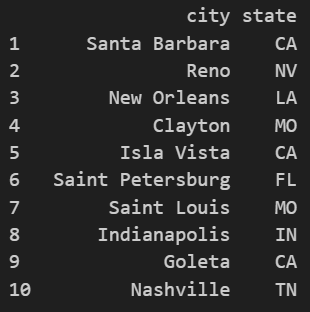 city state
1 Santa Barbara CA
2 Reno NV
3 New Orleans LA
4 Clayton MO
5 Isla Vista CA
6 Saint Petersburg FL
7 Saint Louis MO
8 Indianapolis IN
9 Goleta CA
10 Nashville TN